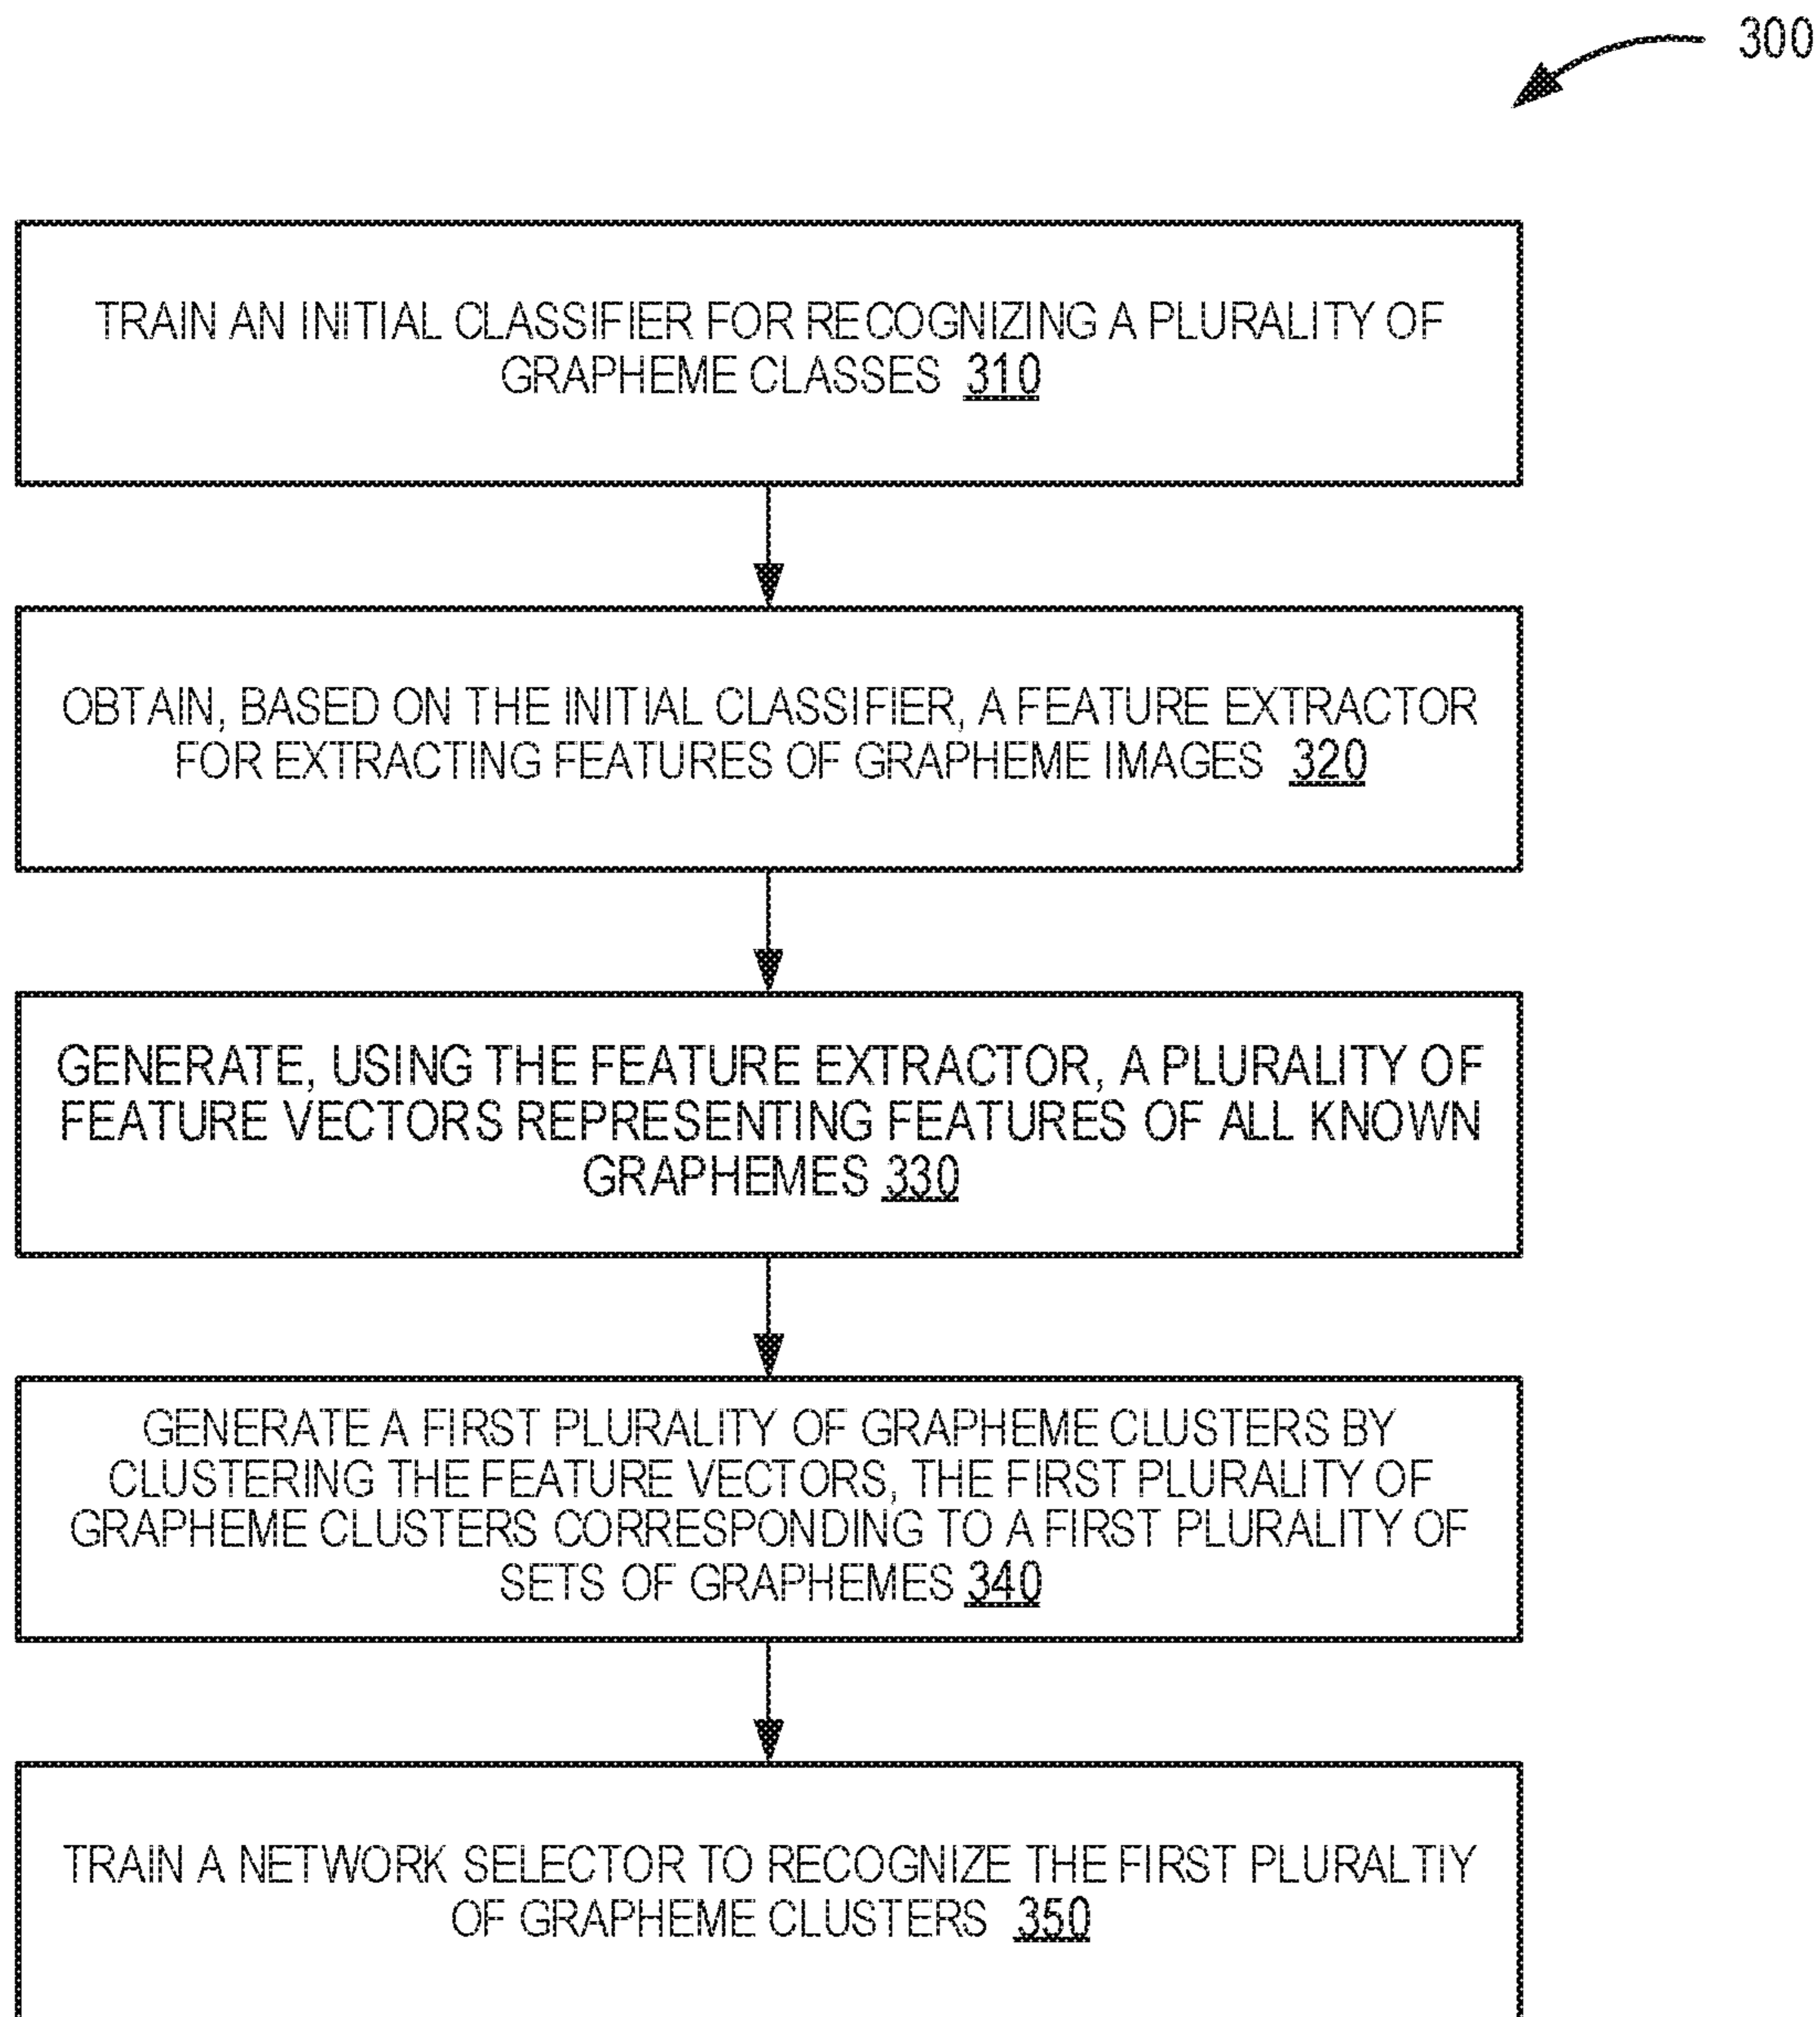 300
TRAIN AN INITIAL CLASSIFIER FOR RECOGNIZING A PLURALITY OF
GRAPHEME CLASSES 310
OBTAIN, BASED ON THE INITIAL CLASSIFIER, A FEATURE EXTRACTOR
FOR EXTRACTING FEATURES OF GRAPHEME IMAGES 320
GENERATE, USING THE FEATURE EXTRACTOR, A PLURALITY OF
FEATURE VECTORS REPRESENTING FEATURES OF ALL KNOWN
GRAPHEMES 330
GENERATE A FIRST PLURALITY OF GRAPHEME CLUSTERS BY
CLUSTERING THE FEATURE VECTORS, THE FIRST PLURALITY OF
GRAPHEME CLUSTERS CORRESPONDING TO A FIRST PLURALITY OF
SETS OF GRAPHEMES 340
TRAIN A NETWORK SELECTOR TO RECOGNIZE THE FIRST PLURALTIY
OF GRAPHEME CLUSTERS 350